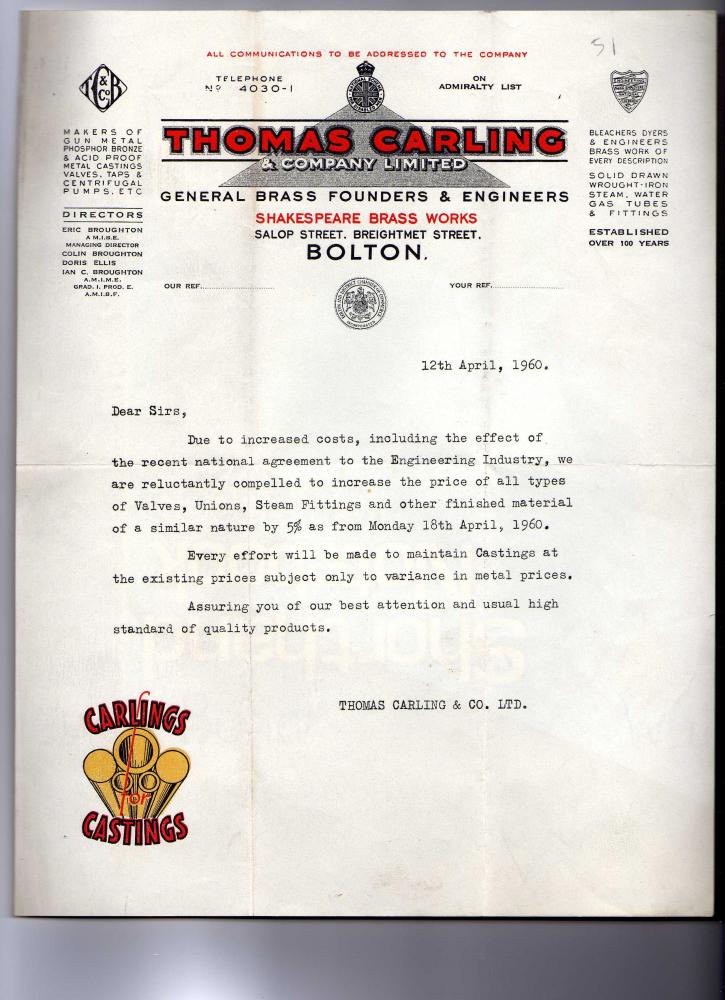 51
ALL COMMUNICATIONS TO BE ADDRESSED TO THE COMPANY
TELEPHONE
Nº 4030-1
ON
ADMIRALTY LIST
T C & Co. B
THOMAS CARLING
& COMPANY LIMITED
GENERAL BRASS FOUNDERS & ENGINEERS
SHAKESPEARE BRASS WORKS
SALOP STREET. BREIGHTMET STREET.
BOLTON.
MAKERS OF
GUN METAL
PHOSPHOR BRONZE
& ACID PROOF
METAL CASTINGS
VALVES, TAPS &
CENTRIFUGAL
PUMPS. ETC
DIRECTORS
ERIC BROUGHTON
A.M.I.B.E.
MANAGING DIRECTOR
COLIN BROUGHTON
DORIS ELLIS
IAN C. BROUGHTON
A.M.I.M.E.
GRAD. I. PROD. E.
A.M.I.B.F.
BLEACHERS DYERS
& ENGINEERS
BRASS WORK OF
EVERY DESCRIPTION
SOLID DRAWN
WROUGHT-IRON
STEAM, WATER
GAS TUBES
& FITTINGS
ESTABLISHED
OVER 100 YEARS
OUR REF.
YOUR REF.
12th April, 1960.
Dear Sirs,
Due to increased costs, including the effect of
the recent national agreement to the Engineering Industry, we
are reluctantly compelled to increase the price of all types
of Valves, Unions, Steam Fittings and other finished material
of a similar nature by 5% as from Monday 18th April, 1960.
Every effort will be made to maintain Castings at
the existing prices subject only to variance in metal prices.
Assuring you of our best attention and usual high
standard of quality products.
THOMAS CARLING & CO. LTD.
CARLINGS
for
CASTINGS